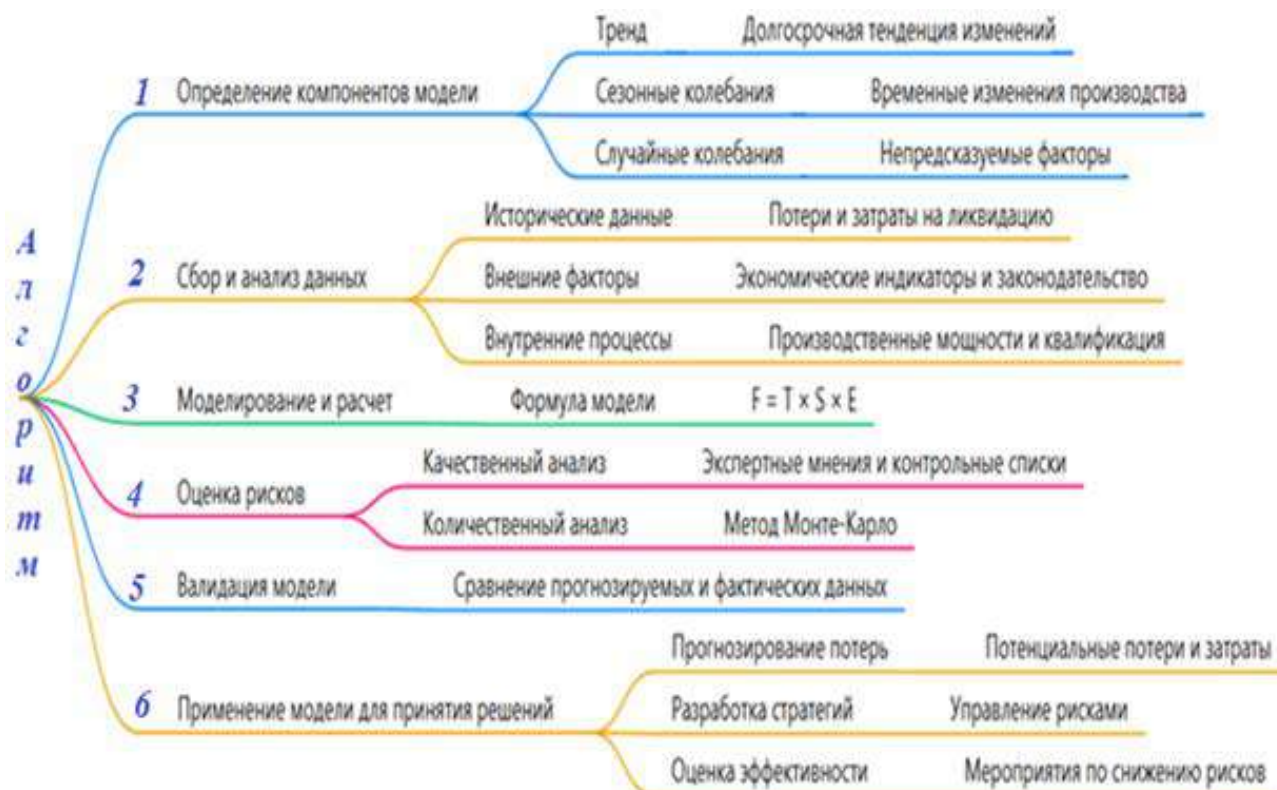 Алгоритм
1 Определение компонентов модели
Тренд Долгосрочная тенденция изменений
Сезонные колебания Временные изменения производства
Случайные колебания Непредсказуемые факторы
2 Сбор и анализ данных
Исторические данные Потери и затраты на ликвидацию
Внешние факторы Экономические индикаторы и законодательство
Внутренние процессы Производственные мощности и квалификация
3 Моделирование и расчет Формула модели F = T × S × E
4 Оценка рисков
Качественный анализ Экспертные мнения и контрольные списки
Количественный анализ Метод Монте-Карло
5 Валидация модели Сравнение прогнозируемых и фактических данных
6 Применение модели для принятия решений
Прогнозирование потерь Потенциальные потери и затраты
Разработка стратегий Управление рисками
Оценка эффективности Мероприятия по снижению рисков